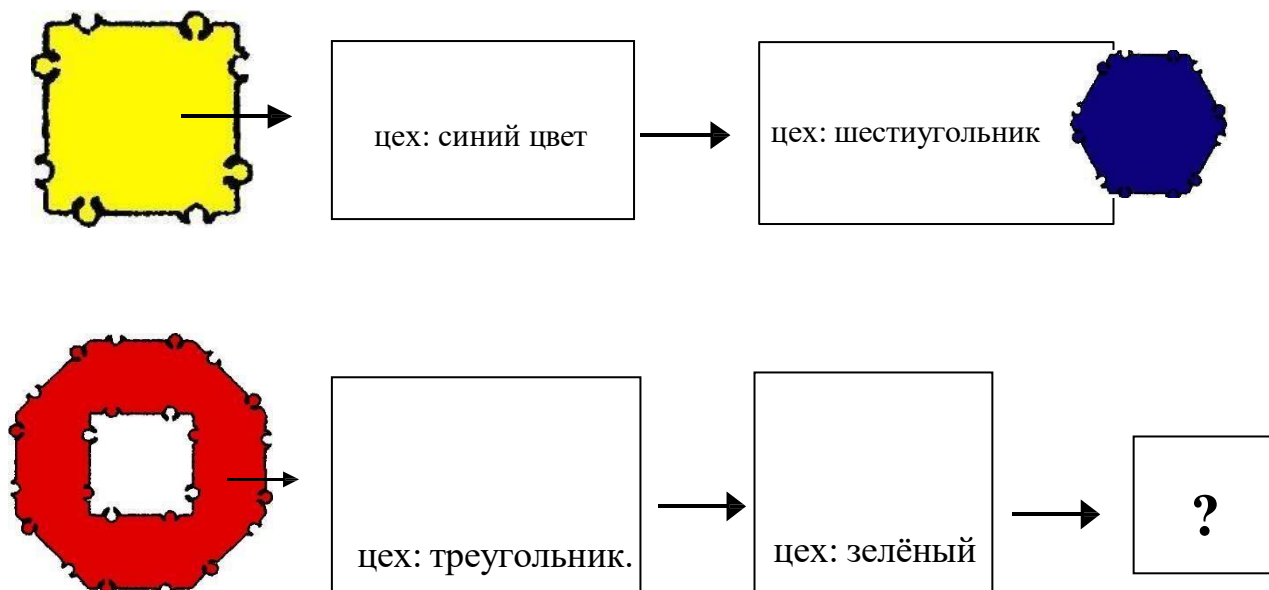 цех: синий цвет
цех: шестиугольник
цех: треугольник.
цех: зелёный
?